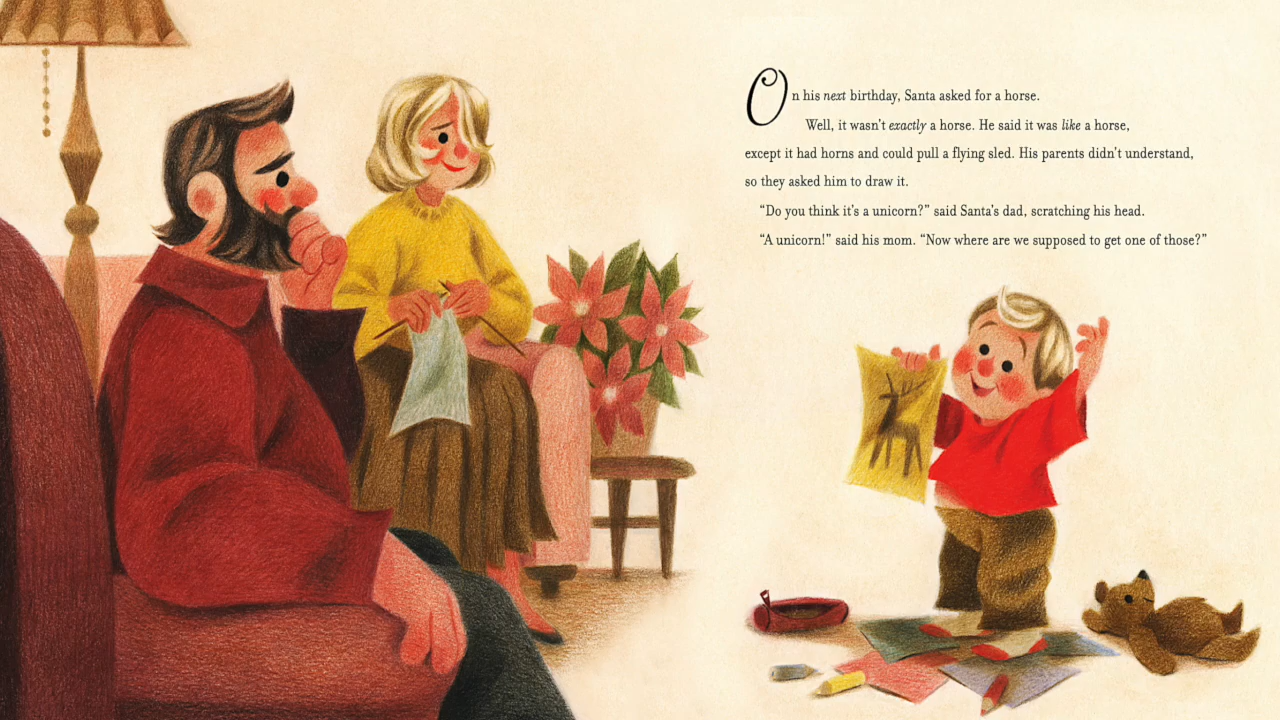 On his next birthday, Santa asked for a horse.
Well, it wasn’t exactly a horse. He said it was like a horse,
except it had horns and could pull a flying sled. His parents didn’t understand,
so they asked him to draw it.
“Do you think it’s a unicorn?” said Santa’s dad, scratching his head.
“A unicorn!” said his mom. “Now where are we supposed to get one of those?”